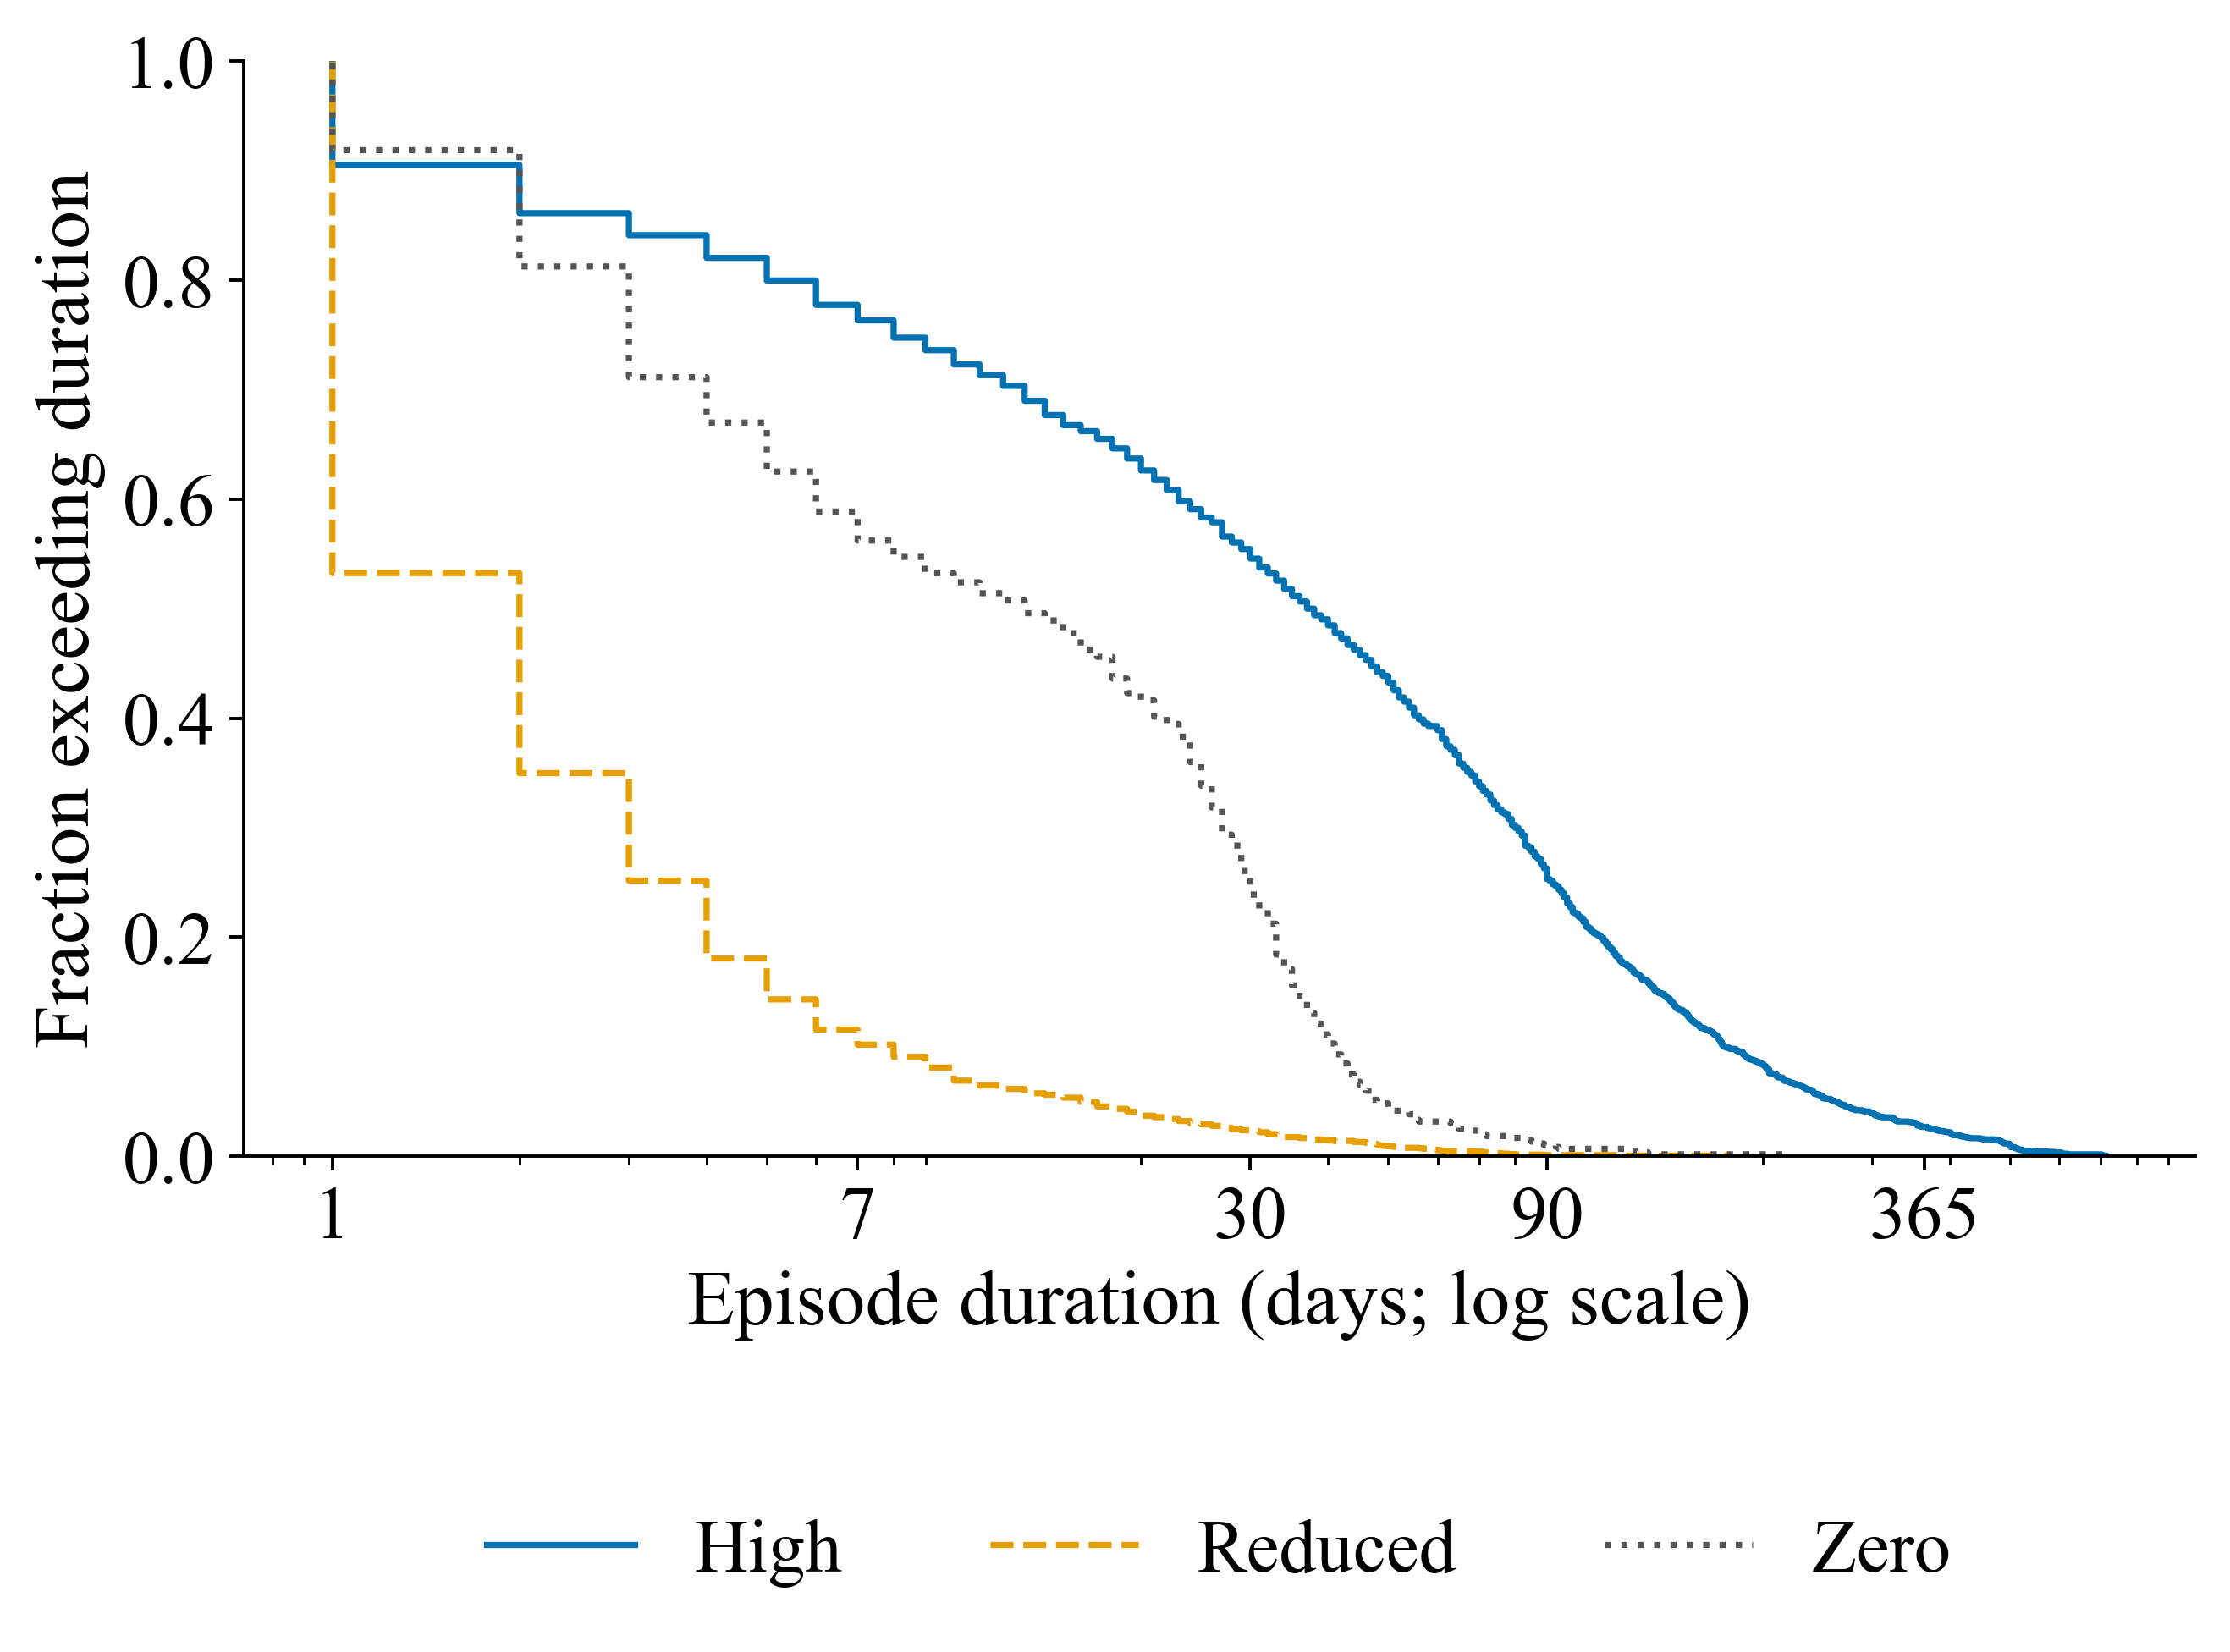 Fraction exceeding duration
1.0
0.8
0.6
0.4
0.2
0.0
1 7 30 90 365
Episode duration (days; log scale)
High Reduced Zero